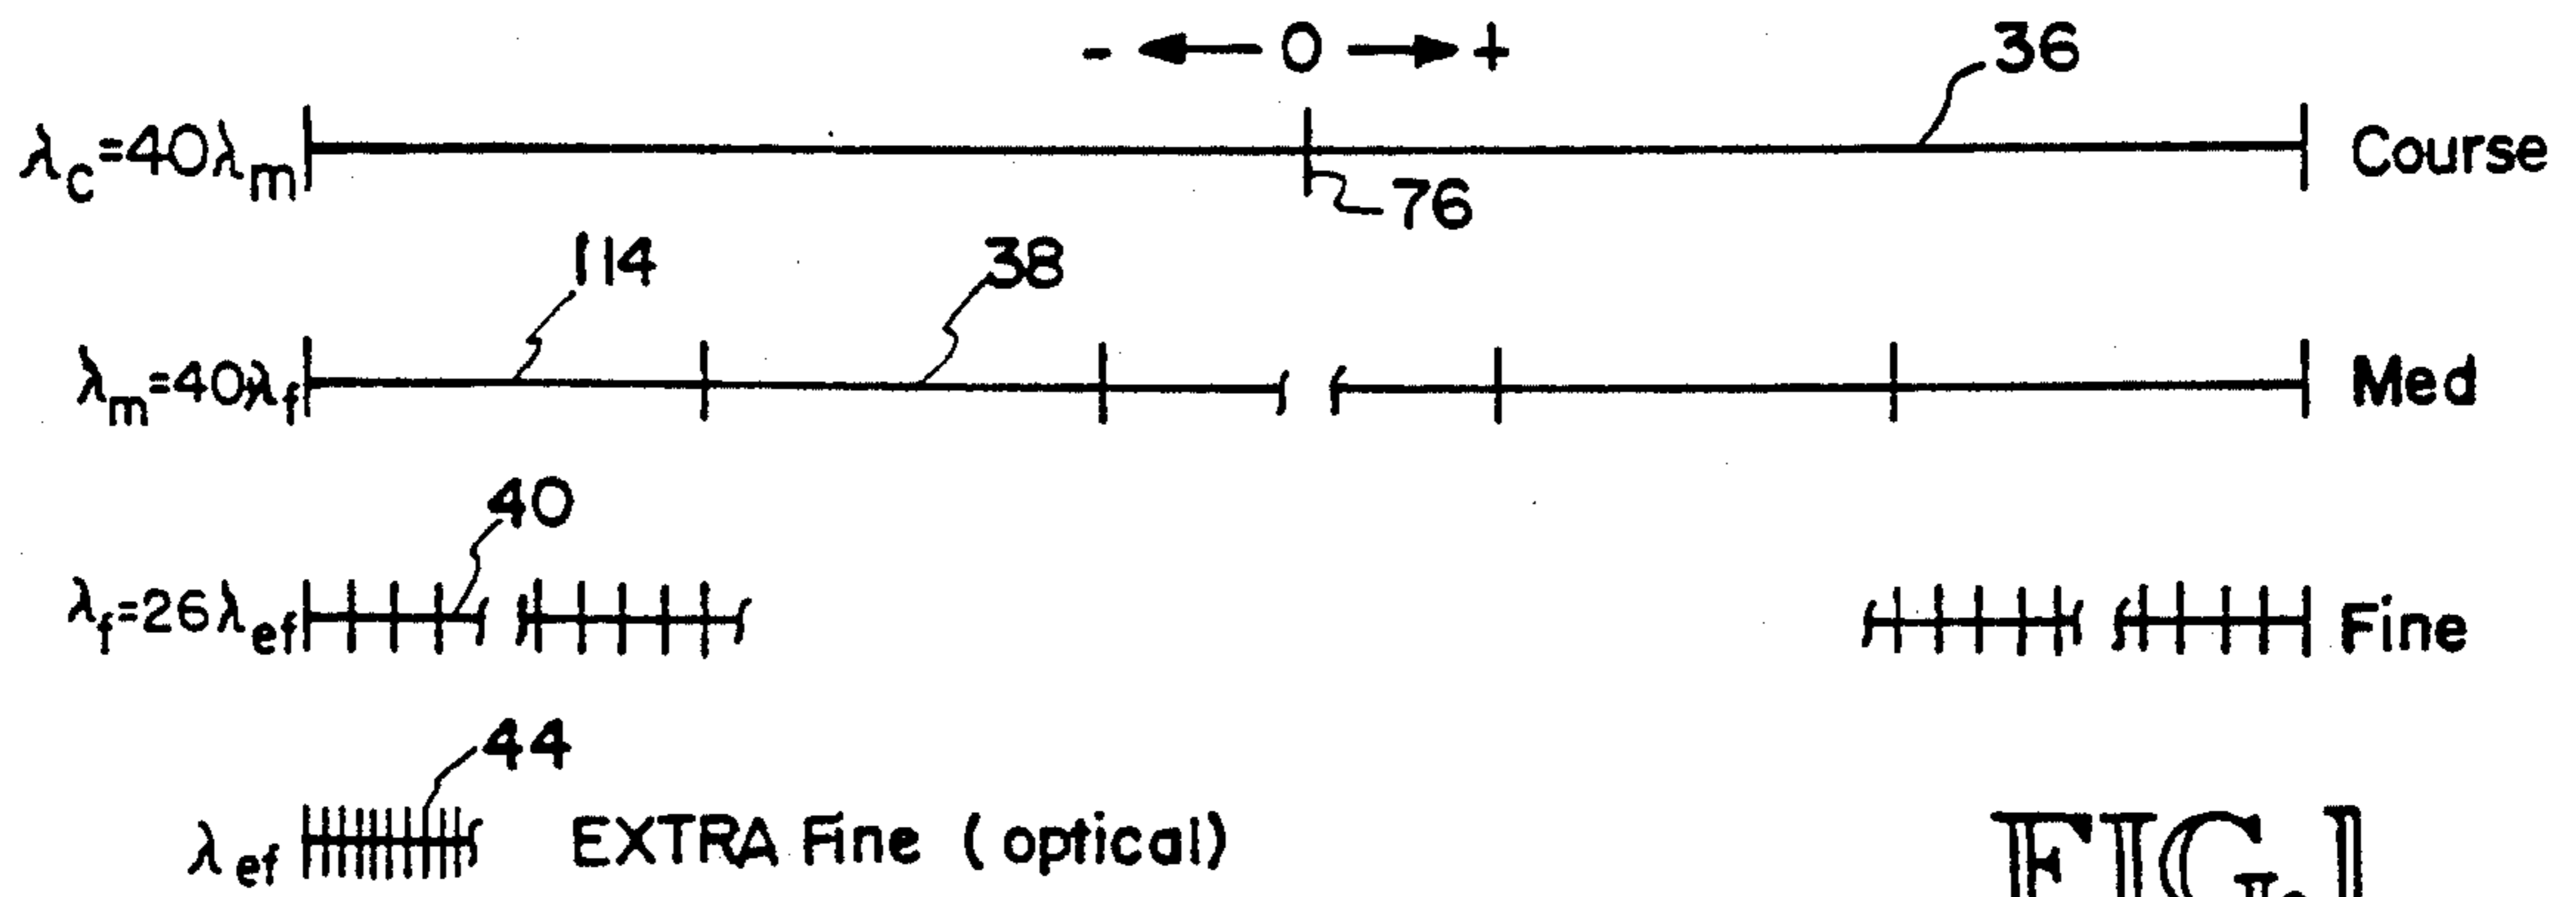 - ← 0 → +
36
λc=40λm
Course
76
114
38
λm=40λf
Med
40
λf=26λef
Fine
44
λef
EXTRA Fine (optical)